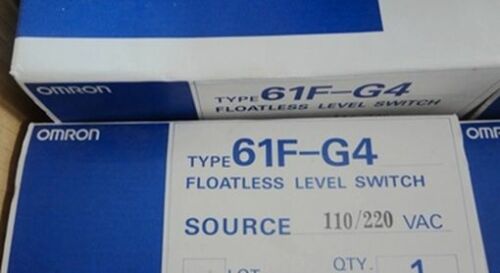 OMRON
TYPE 61F-G4
FLOATLESS LEVEL SWITCH
OMRON
TYPE 61F-G4
FLOATLESS LEVEL SWITCH
SOURCE 110/220 VAC
LOT
QTY. 1